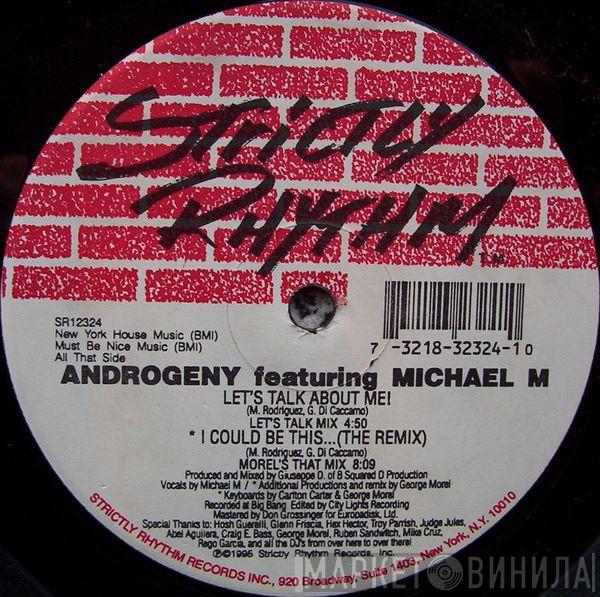 STRICTLY
RHYTHM
T.M.
SR12324
New York House Music (BMI)
Must Be Nice Music (BMI)
All That Side
7 -3218-32324-1 0
ANDROGENY featuring MICHAEL M
LET'S TALK ABOUT ME!
(M. Rodriguez, G. Di Caccamo)
LET'S TALK MIX 4:50
* I COULD BE THIS...(THE REMIX)
(M. Rodriguez, G. Di Caccamo)
MOREL'S THAT MIX 8:09
Produced and Mixed by Giuseppe D. of B Squared D Production
Vocals by Michael M / * Additional Productions and remix by George Morel
* Keyboards by Carlton Carter & George Morel
Recorded at Big Bang Edited by City Lights Recording
Mastered by Don Grossinger for Europadisk, Ltd.
Special Thanks to: Hosh Guerelli, Glenn Friscia, Hex Hector, Troy Parrish, Judge Jules,
Abel Aguilera, Craig E. Bass, George Morel, Ruben Sandwitch, Mike Cruz,
Rego Garcia, and all the DJ's from over here to over there!
Ⓟ©1995 Strictly Rhythm Records, Inc.
STRICTLY RHYTHM RECORDS INC., 920 Broadway, Suite 1403, New York, N.Y. 10010
МАРКЕТ ВИНИЛА